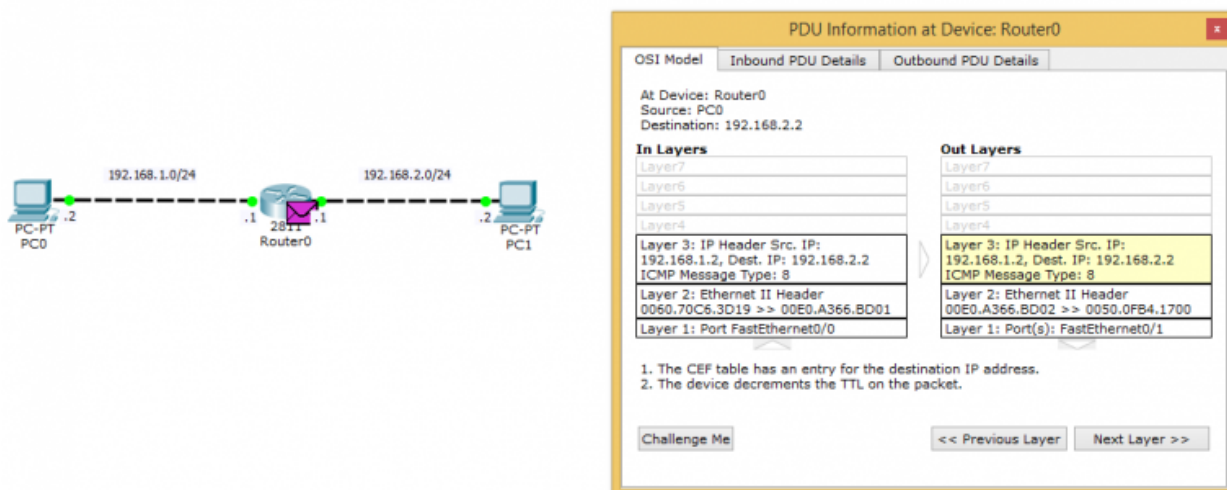 192.168.1.0/24
192.168.2.0/24
.2
.1
.1
.2
PC-PT
PC0
2811
Router0
PC-PT
PC1
PDU Information at Device: Router0
x
OSI Model
Inbound PDU Details
Outbound PDU Details
At Device: Router0
Source: PC0
Destination: 192.168.2.2
In Layers
Layer7
Layer6
Layer5
Layer4
Layer 3: IP Header Src. IP:
192.168.1.2, Dest. IP: 192.168.2.2
ICMP Message Type: 8
Layer 2: Ethernet II Header
0060.70C6.3D19 >> 00E0.A366.BD01
Layer 1: Port FastEthernet0/0
Out Layers
Layer7
Layer6
Layer5
Layer4
Layer 3: IP Header Src. IP:
192.168.1.2, Dest. IP: 192.168.2.2
ICMP Message Type: 8
Layer 2: Ethernet II Header
00E0.A366.BD02 >> 0050.0FB4.1700
Layer 1: Port(s): FastEthernet0/1
1. The CEF table has an entry for the destination IP address.
2. The device decrements the TTL on the packet.
Challenge Me
<< Previous Layer
Next Layer >>